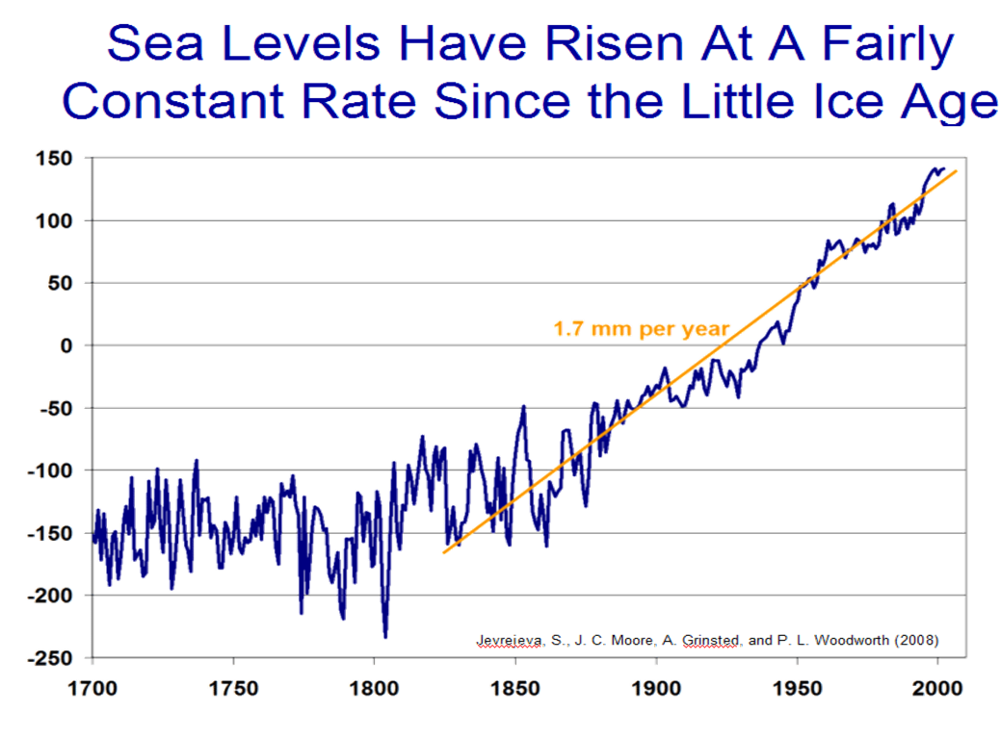 Sea Levels Have Risen At A Fairly
Constant Rate Since the Little Ice Age
150
100
50
0
-50
-100
-150
-200
-250
1.7 mm per year
Jevrejeva, S., J. C. Moore, A. Grinsted, and P. L. Woodworth (2008)
1700 1750 1800 1850 1900 1950 2000